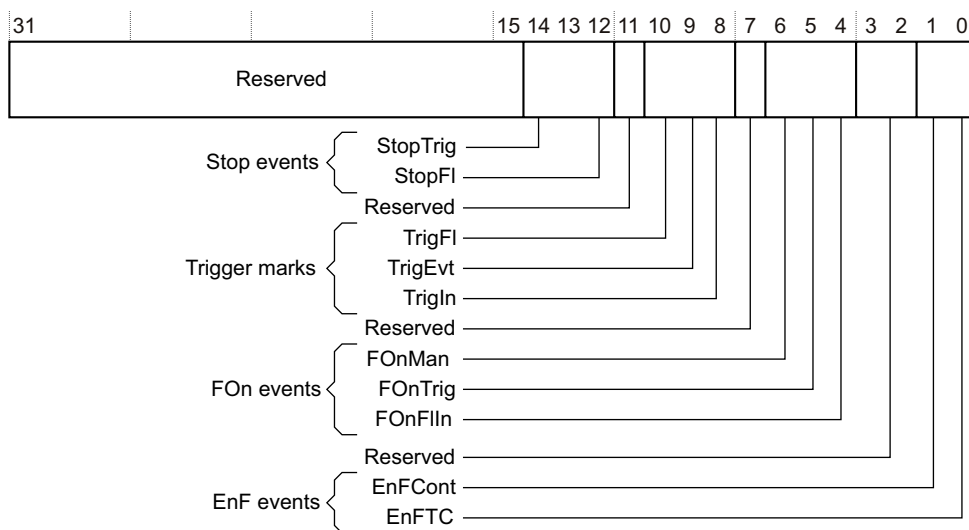 31 15 14 13 12 11 10 9 8 7 6 5 4 3 2 1 0
Reserved
StopTrig
Stop events
StopFl
Reserved
TrigFl
Trigger marks
TrigEvt
TrigIn
Reserved
FOnMan
FOn events
FOnTrig
FOnFlIn
Reserved
EnFCont
EnF events
EnFTC